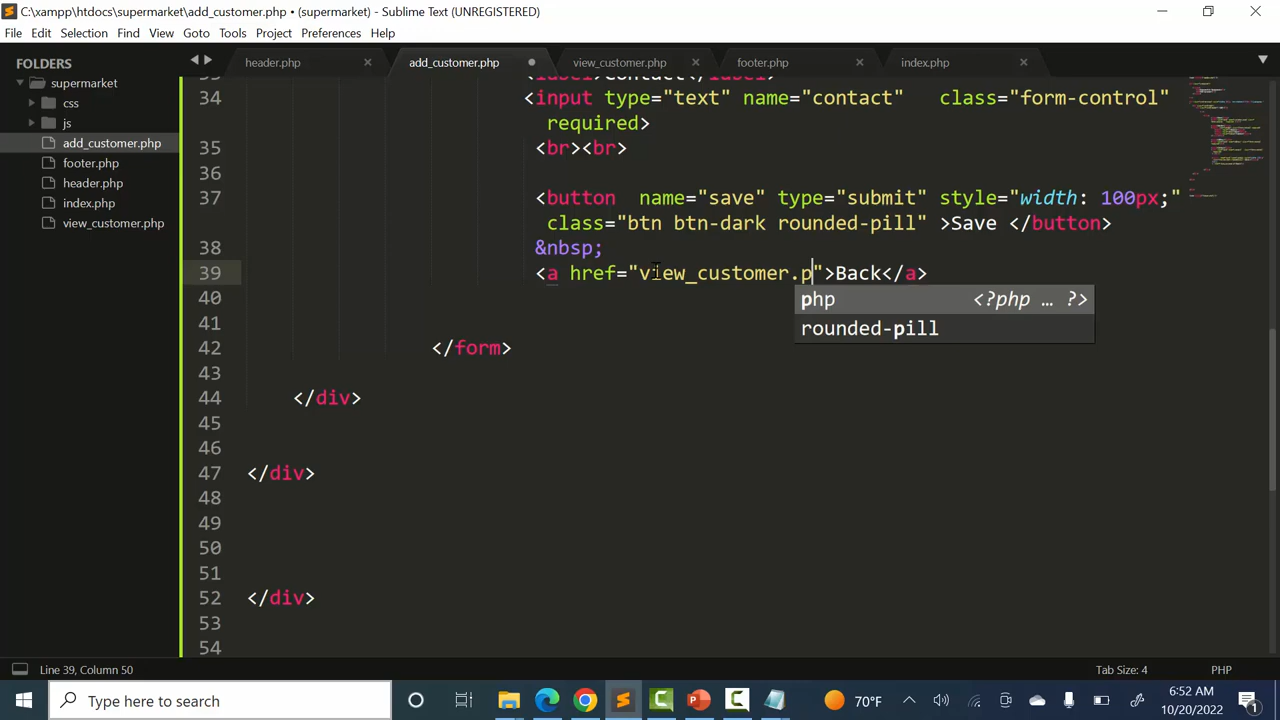 C:\xampp\htdocs\supermarket\add_customer.php • (supermarket) - Sublime Text (UNREGISTERED)
File Edit Selection Find View Goto Tools Project Preferences Help
FOLDERS
supermarket
css
js
add_customer.php
footer.php
header.php
index.php
view_customer.php
header.php add_customer.php view_customer.php footer.php index.php
<label>Contact</label>
34 <input type="text" name="contact" class="form-control"
required>
35 <br><br>
36
37 <button name="save" type="submit" style="width: 100px;"
class="btn btn-dark rounded-pill" >Save </button>
38 &nbsp;
39 <a href="view_customer.p">Back</a>
php <?php … ?>
rounded-pill
40
41
42 </form>
43
44 </div>
45
46
47 </div>
48
49
50
51
52 </div>
53
54
Line 39, Column 50 Tab Size: 4 PHP
Type here to search
70°F
6:52 AM
10/20/2022
1